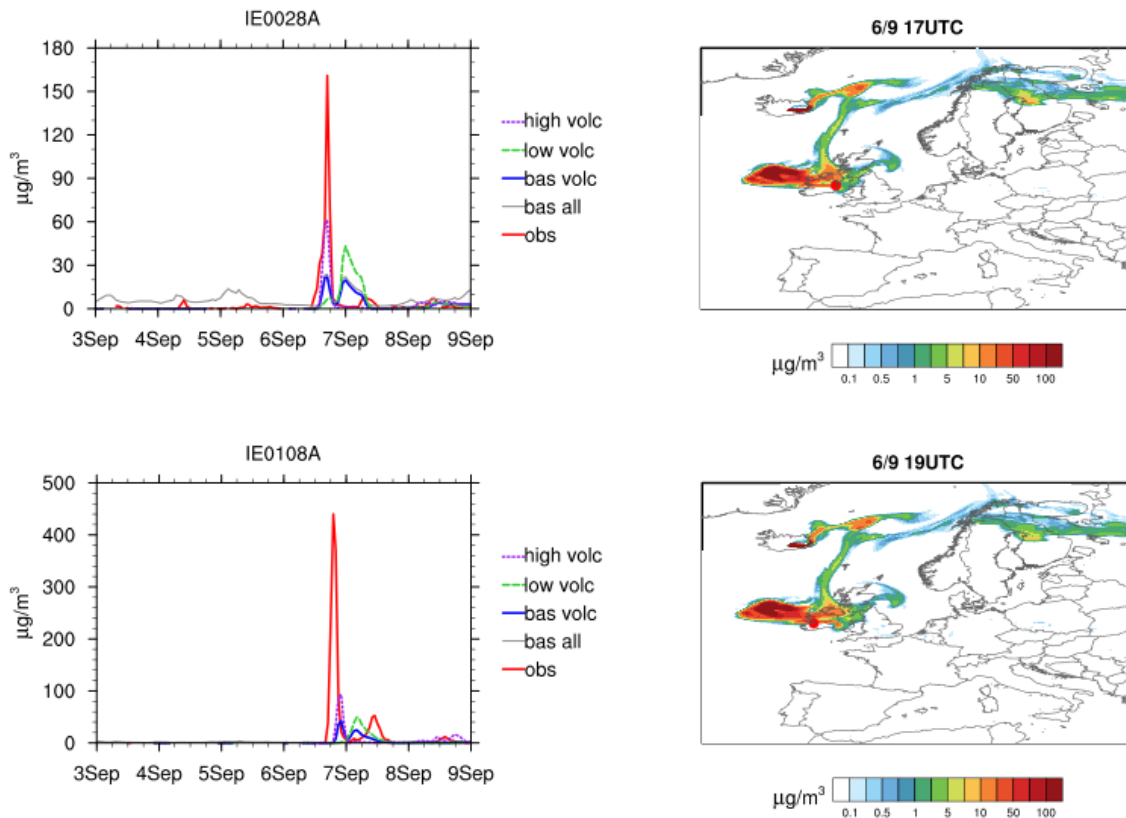 IE0028A
180
150
120
90
60
30
0
μg/m³
3Sep 4Sep 5Sep 6Sep 7Sep 8Sep 9Sep
high volc
low volc
bas volc
bas all
obs
6/9 17UTC
μg/m³
0.1 0.5 1 5 10 50 100
IE0108A
500
400
300
200
100
0
μg/m³
3Sep 4Sep 5Sep 6Sep 7Sep 8Sep 9Sep
high volc
low volc
bas volc
bas all
obs
6/9 19UTC
μg/m³
0.1 0.5 1 5 10 50 100